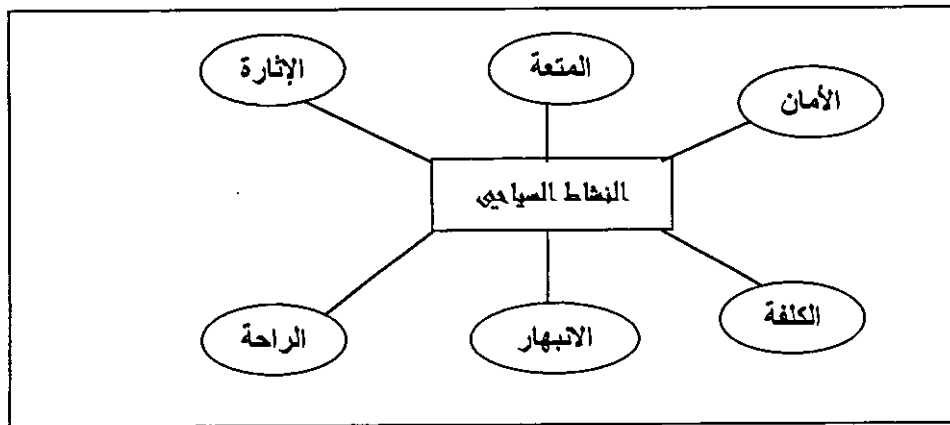 المتعة
الإثارة
الأمان
النشاط السياحي
الكلفة
الانبهار
الراحة